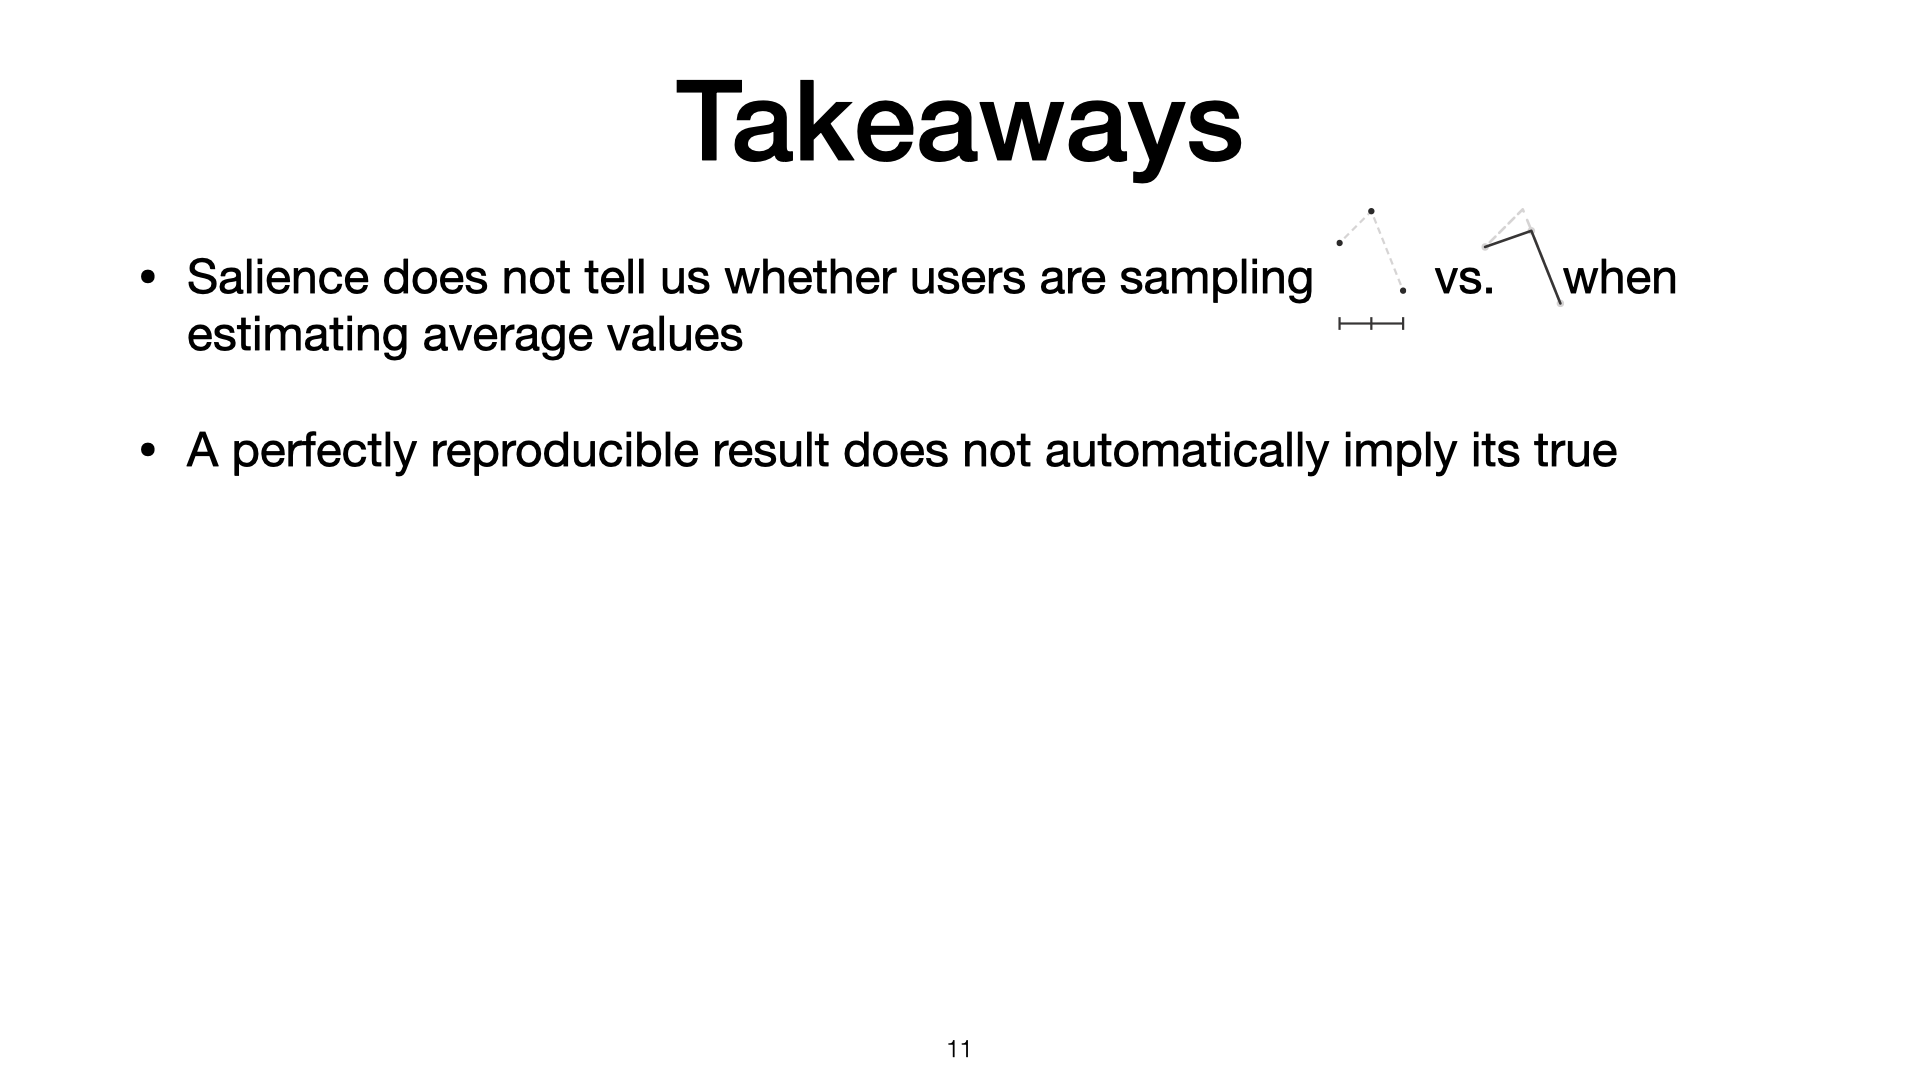 Takeaways
• Salience does not tell us whether users are sampling vs. when
estimating average values
• A perfectly reproducible result does not automatically imply its true
11